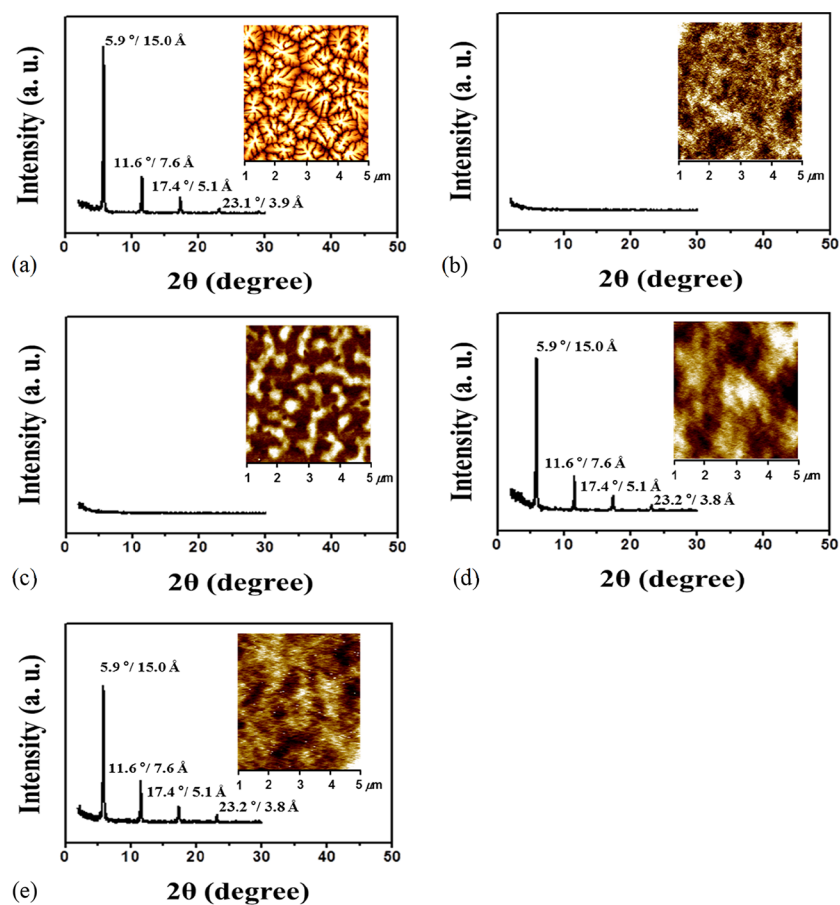 Intensity (a. u.)
5.9 °/ 15.0 Å
11.6 °/ 7.6 Å
17.4 °/ 5.1 Å
23.1 °/ 3.9 Å
1 2 3 4 5 μm
0 10 20 30 40 50
2θ (degree)
(a)
Intensity (a. u.)
1 2 3 4 5 μm
0 10 20 30 40 50
2θ (degree)
(b)
Intensity (a. u.)
1 2 3 4 5 μm
0 10 20 30 40 50
2θ (degree)
(c)
Intensity (a. u.)
5.9 °/ 15.0 Å
11.6 °/ 7.6 Å
17.4 °/ 5.1 Å
23.2 °/ 3.8 Å
1 2 3 4 5 μm
0 10 20 30 40 50
2θ (degree)
(d)
Intensity (a. u.)
5.9 °/ 15.0 Å
11.6 °/ 7.6 Å
17.4 °/ 5.1 Å
23.2 °/ 3.8 Å
1 2 3 4 5 μm
0 10 20 30 40 50
2θ (degree)
(e)